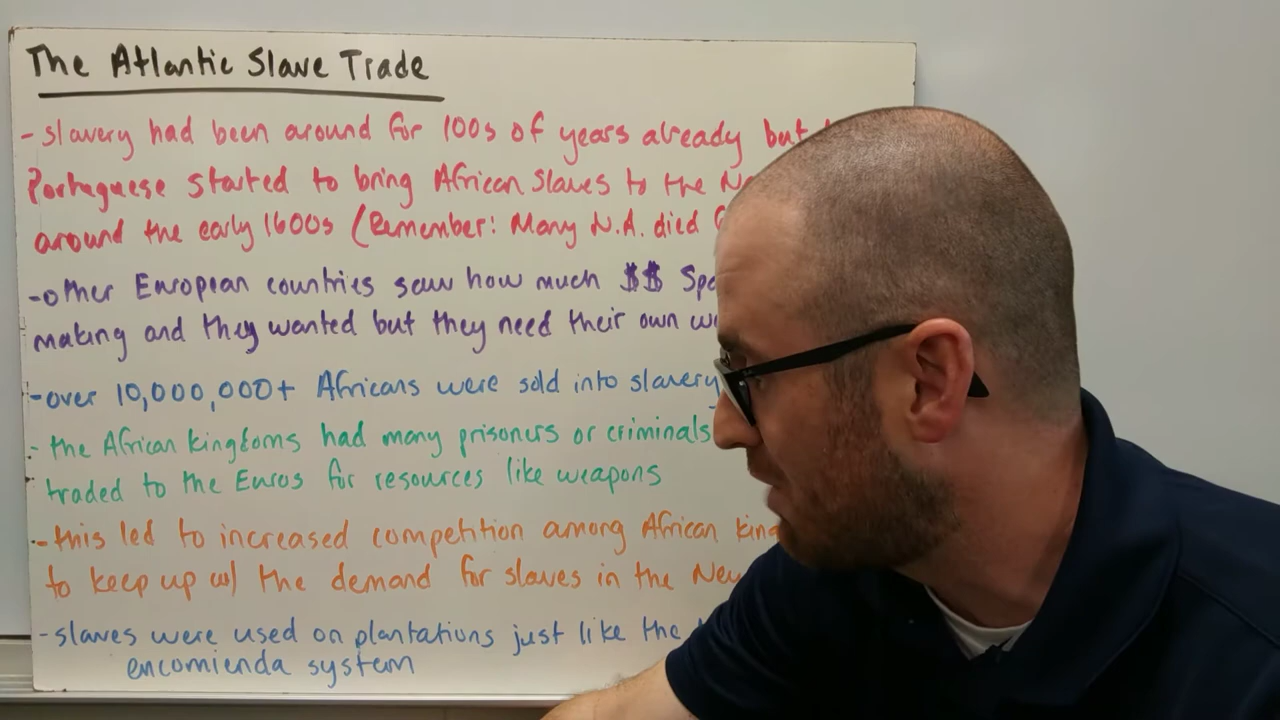 The Atlantic Slave Trade
- slavery had been around for 100s of years already but
Portuguese started to bring African slaves to the
around the early 1600s (Remember: Many N.A. died
- other European countries saw how much $$
making and they wanted but they need their own
- over 10,000,000+ Africans were sold into slavery
- the African kingdoms had many prisoners or criminals
traded to the Euros for resources like weapons
- this led to increased competition among African
to keep up w/ the demand for slaves in the
- slaves were used on plantations just like the
encomienda system